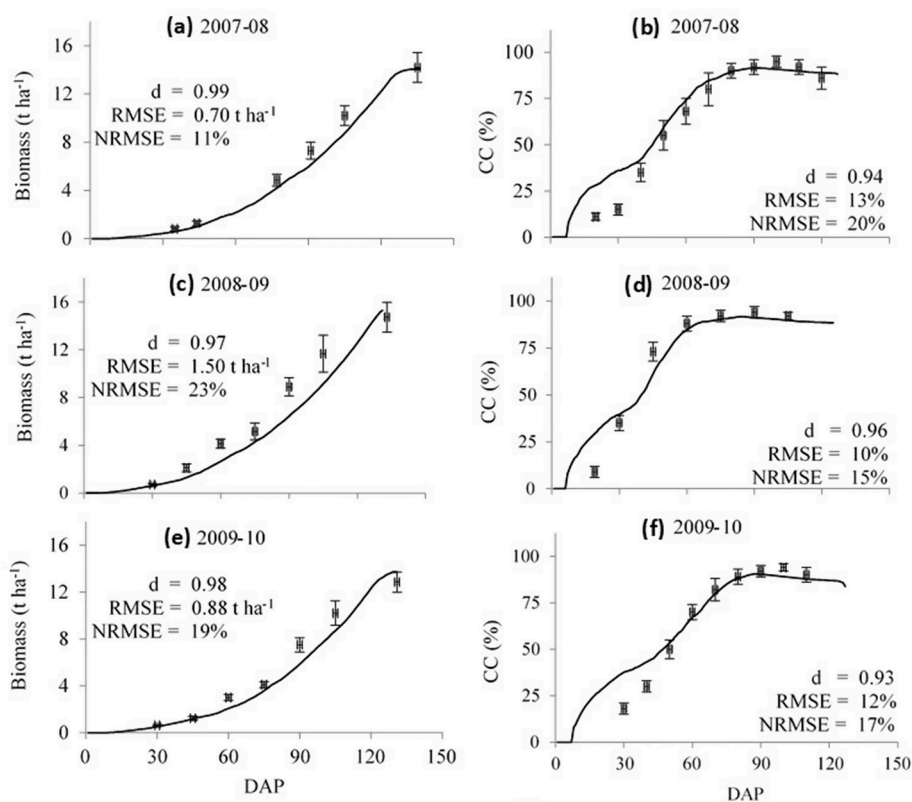 (a) 2007-08
Biomass (t ha⁻¹)
16
12
8
4
0
d = 0.99
RMSE = 0.70 t ha⁻¹
NRMSE = 11%
(b) 2007-08
CC (%)
100
75
50
25
0
d = 0.94
RMSE = 13%
NRMSE = 20%
(c) 2008-09
Biomass (t ha⁻¹)
16
12
8
4
0
d = 0.97
RMSE = 1.50 t ha⁻¹
NRMSE = 23%
(d) 2008-09
CC (%)
100
75
50
25
0
d = 0.96
RMSE = 10%
NRMSE = 15%
(e) 2009-10
Biomass (t ha⁻¹)
16
12
8
4
0
d = 0.98
RMSE = 0.88 t ha⁻¹
NRMSE = 19%
0 30 60 90 120 150
DAP
(f) 2009-10
CC (%)
100
75
50
25
0
d = 0.93
RMSE = 12%
NRMSE = 17%
0 30 60 90 120 150
DAP